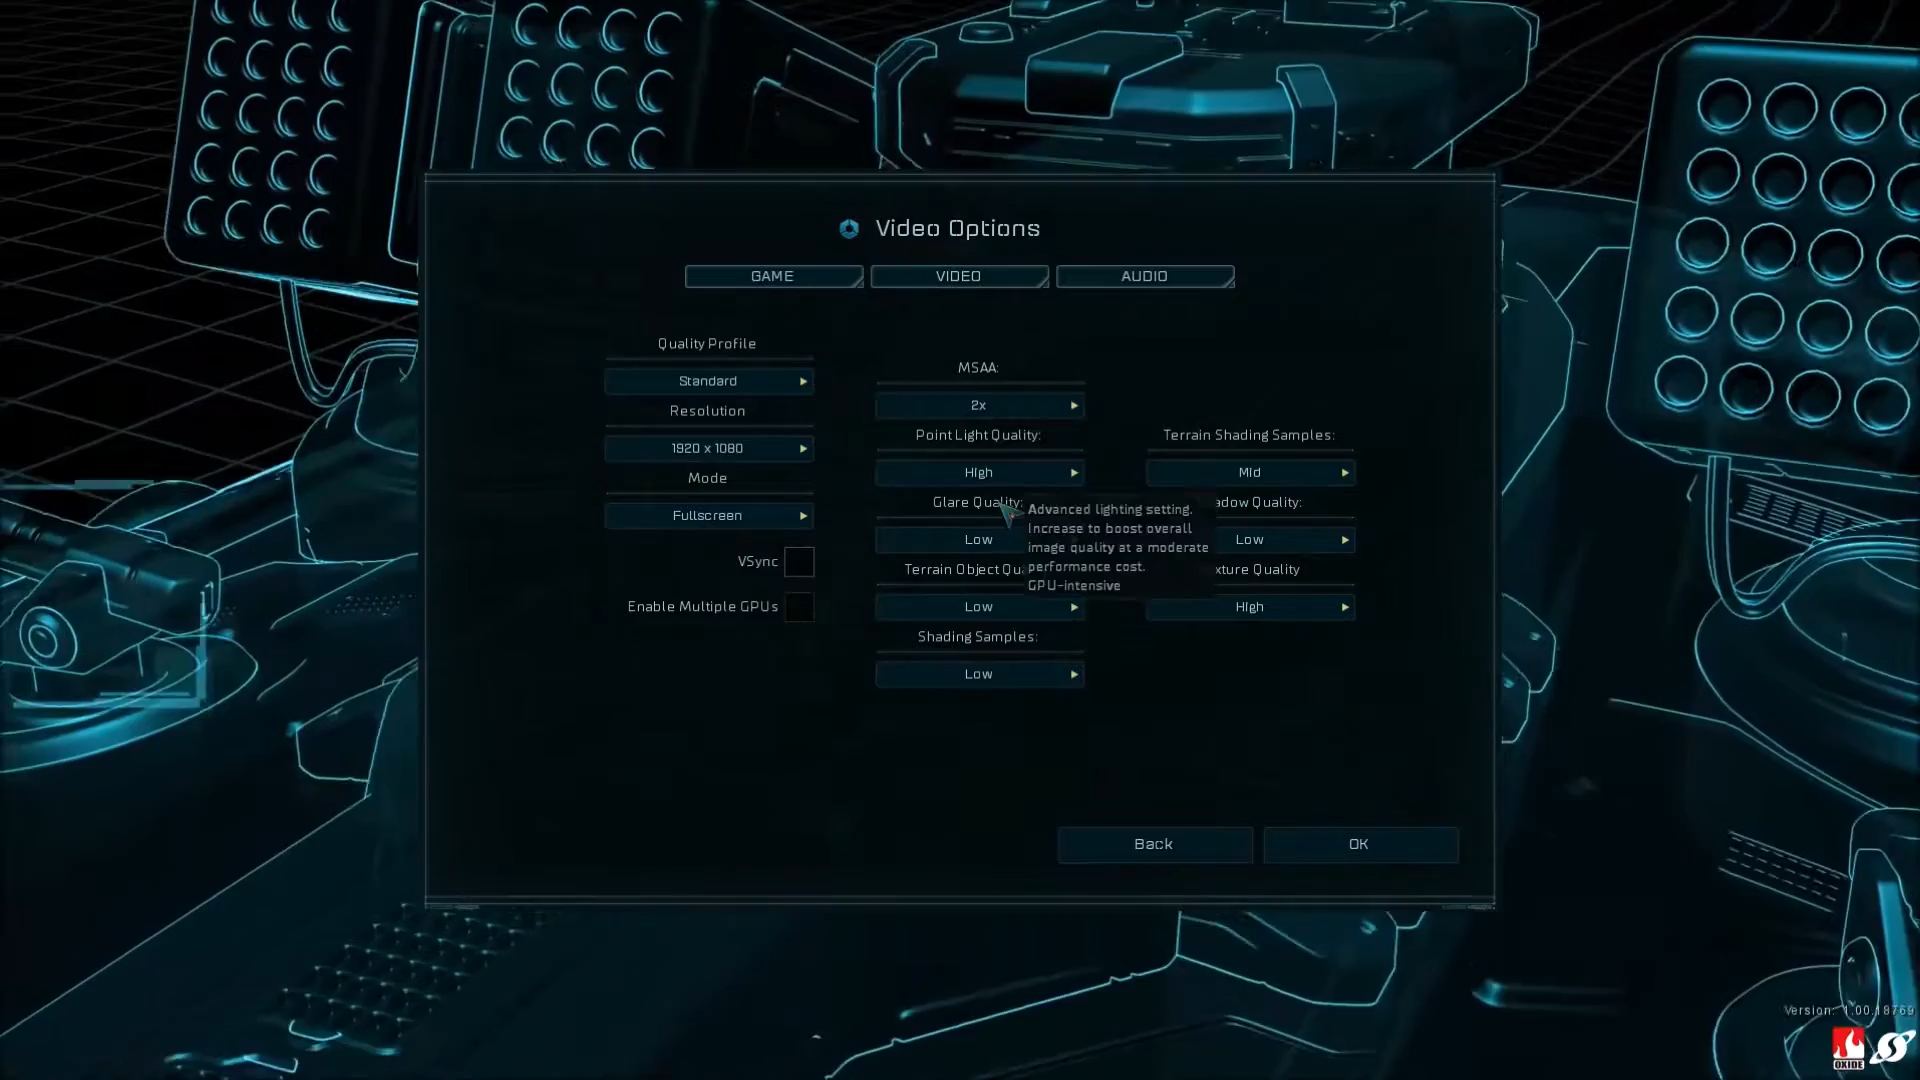 Video Options
GAME
VIDEO
AUDIO
Quality Profile
Standard
Resolution
1920 x 1080
Mode
Fullscreen
VSync
Enable Multiple GPUs
MSAA:
2x
Point Light Quality:
High
Glare Quality:
Low
Terrain Object Qu
Low
Shading Samples:
Low
Advanced lighting setting.
Increase to boost overall
image quality at a moderate
performance cost.
GPU-intensive
Terrain Shading Samples:
Mid
adow Quality:
Low
xture Quality
High
Back
OK
Version: 1.00.18769
OXIDE